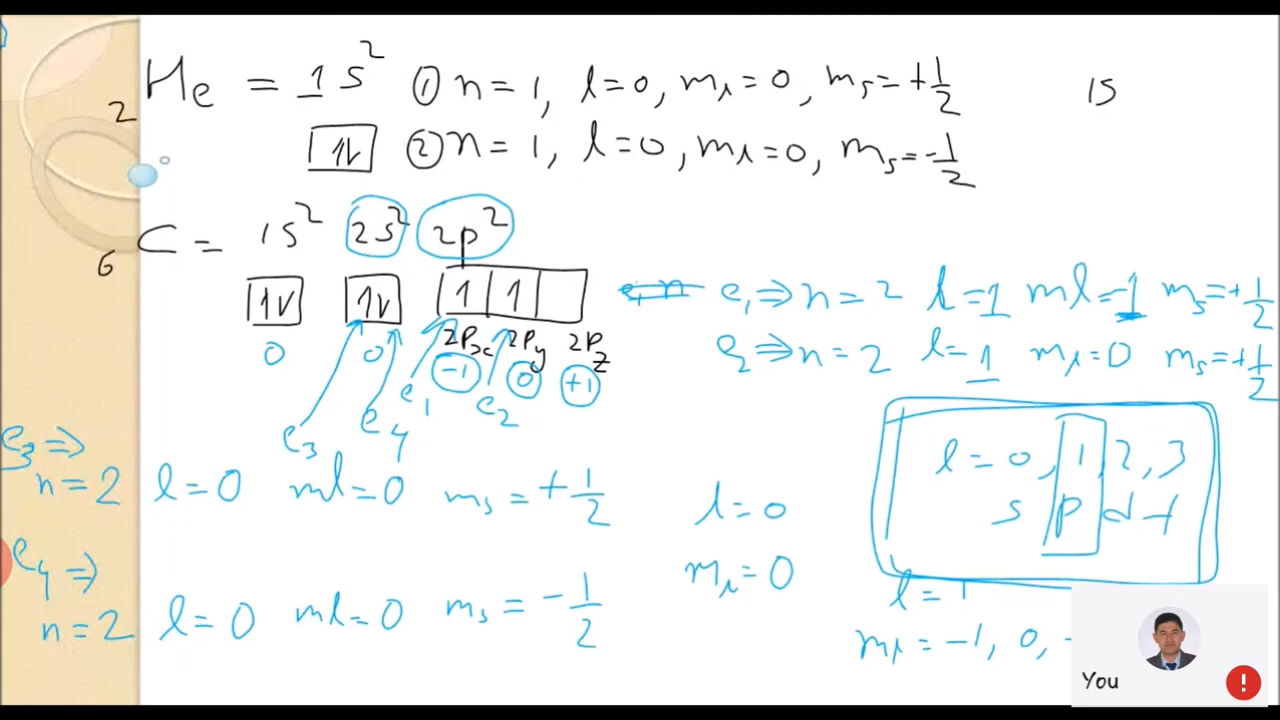 ₂He = 1s² ① n = 1, l=0, mₗ = 0, mₛ = +1/2
1s
② n = 1, l=0, mₗ=0, mₛ=-1/2
₆C = 1s² 2s² 2p²
e₁ n
e₁ ⇒ n = 2 l=1 ml=-1 mₛ=+1/2
e₂ ⇒ n = 2 l=1 mₗ=0 mₛ=+1/2
2Pₓ 2Py 2Pz
0 0 -1 0 +1
e₃ e₄ e₁ e₂
e₃ ⇒
n = 2 l=0 ml=0 mₛ = +1/2
e₄ ⇒
n = 2 l=0 ml=0 mₛ = -1/2
l = 0
mₗ = 0
l = 0, 1, 2, 3
s p d f
l = 1
mₗ = -1, 0,
You
!